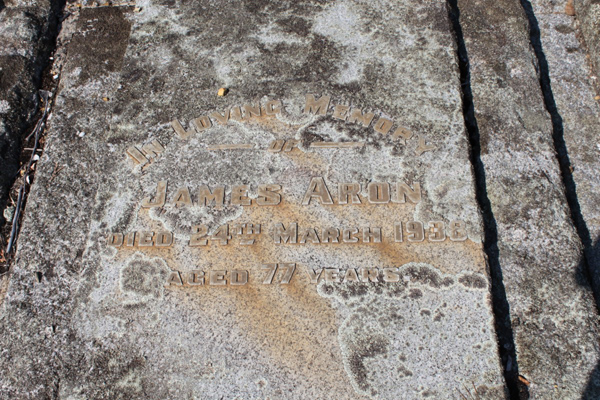 In Loving Memory
OF
James Aron
Died 24th March 1938
Aged 77 years